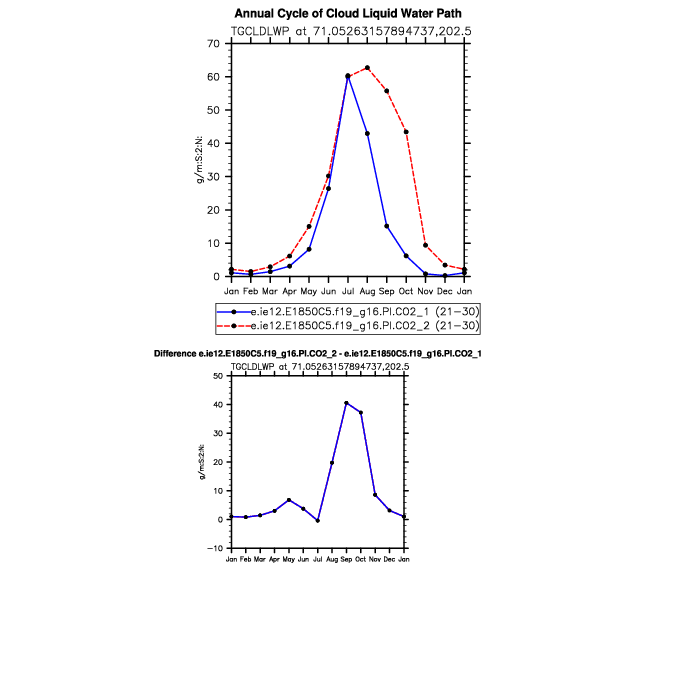 Annual Cycle of Cloud Liquid Water Path
TGCLDLWP at 71.05263157894737,202.5
70
60
50
40
30
20
10
0
g/m:S:2:N:
Jan Feb Mar Apr May Jun Jul Aug Sep Oct Nov Dec Jan
e.ie12.E1850C5.f19_g16.PI.CO2_1 (21-30)
e.ie12.E1850C5.f19_g16.PI.CO2_2 (21-30)
Difference e.ie12.E1850C5.f19_g16.PI.CO2_2 - e.ie12.E1850C5.f19_g16.PI.CO2_1
TGCLDLWP at 71.05263157894737,202.5
50
40
30
20
10
0
-10
g/m:S:2:N:
Jan Feb Mar Apr May Jun Jul Aug Sep Oct Nov Dec Jan